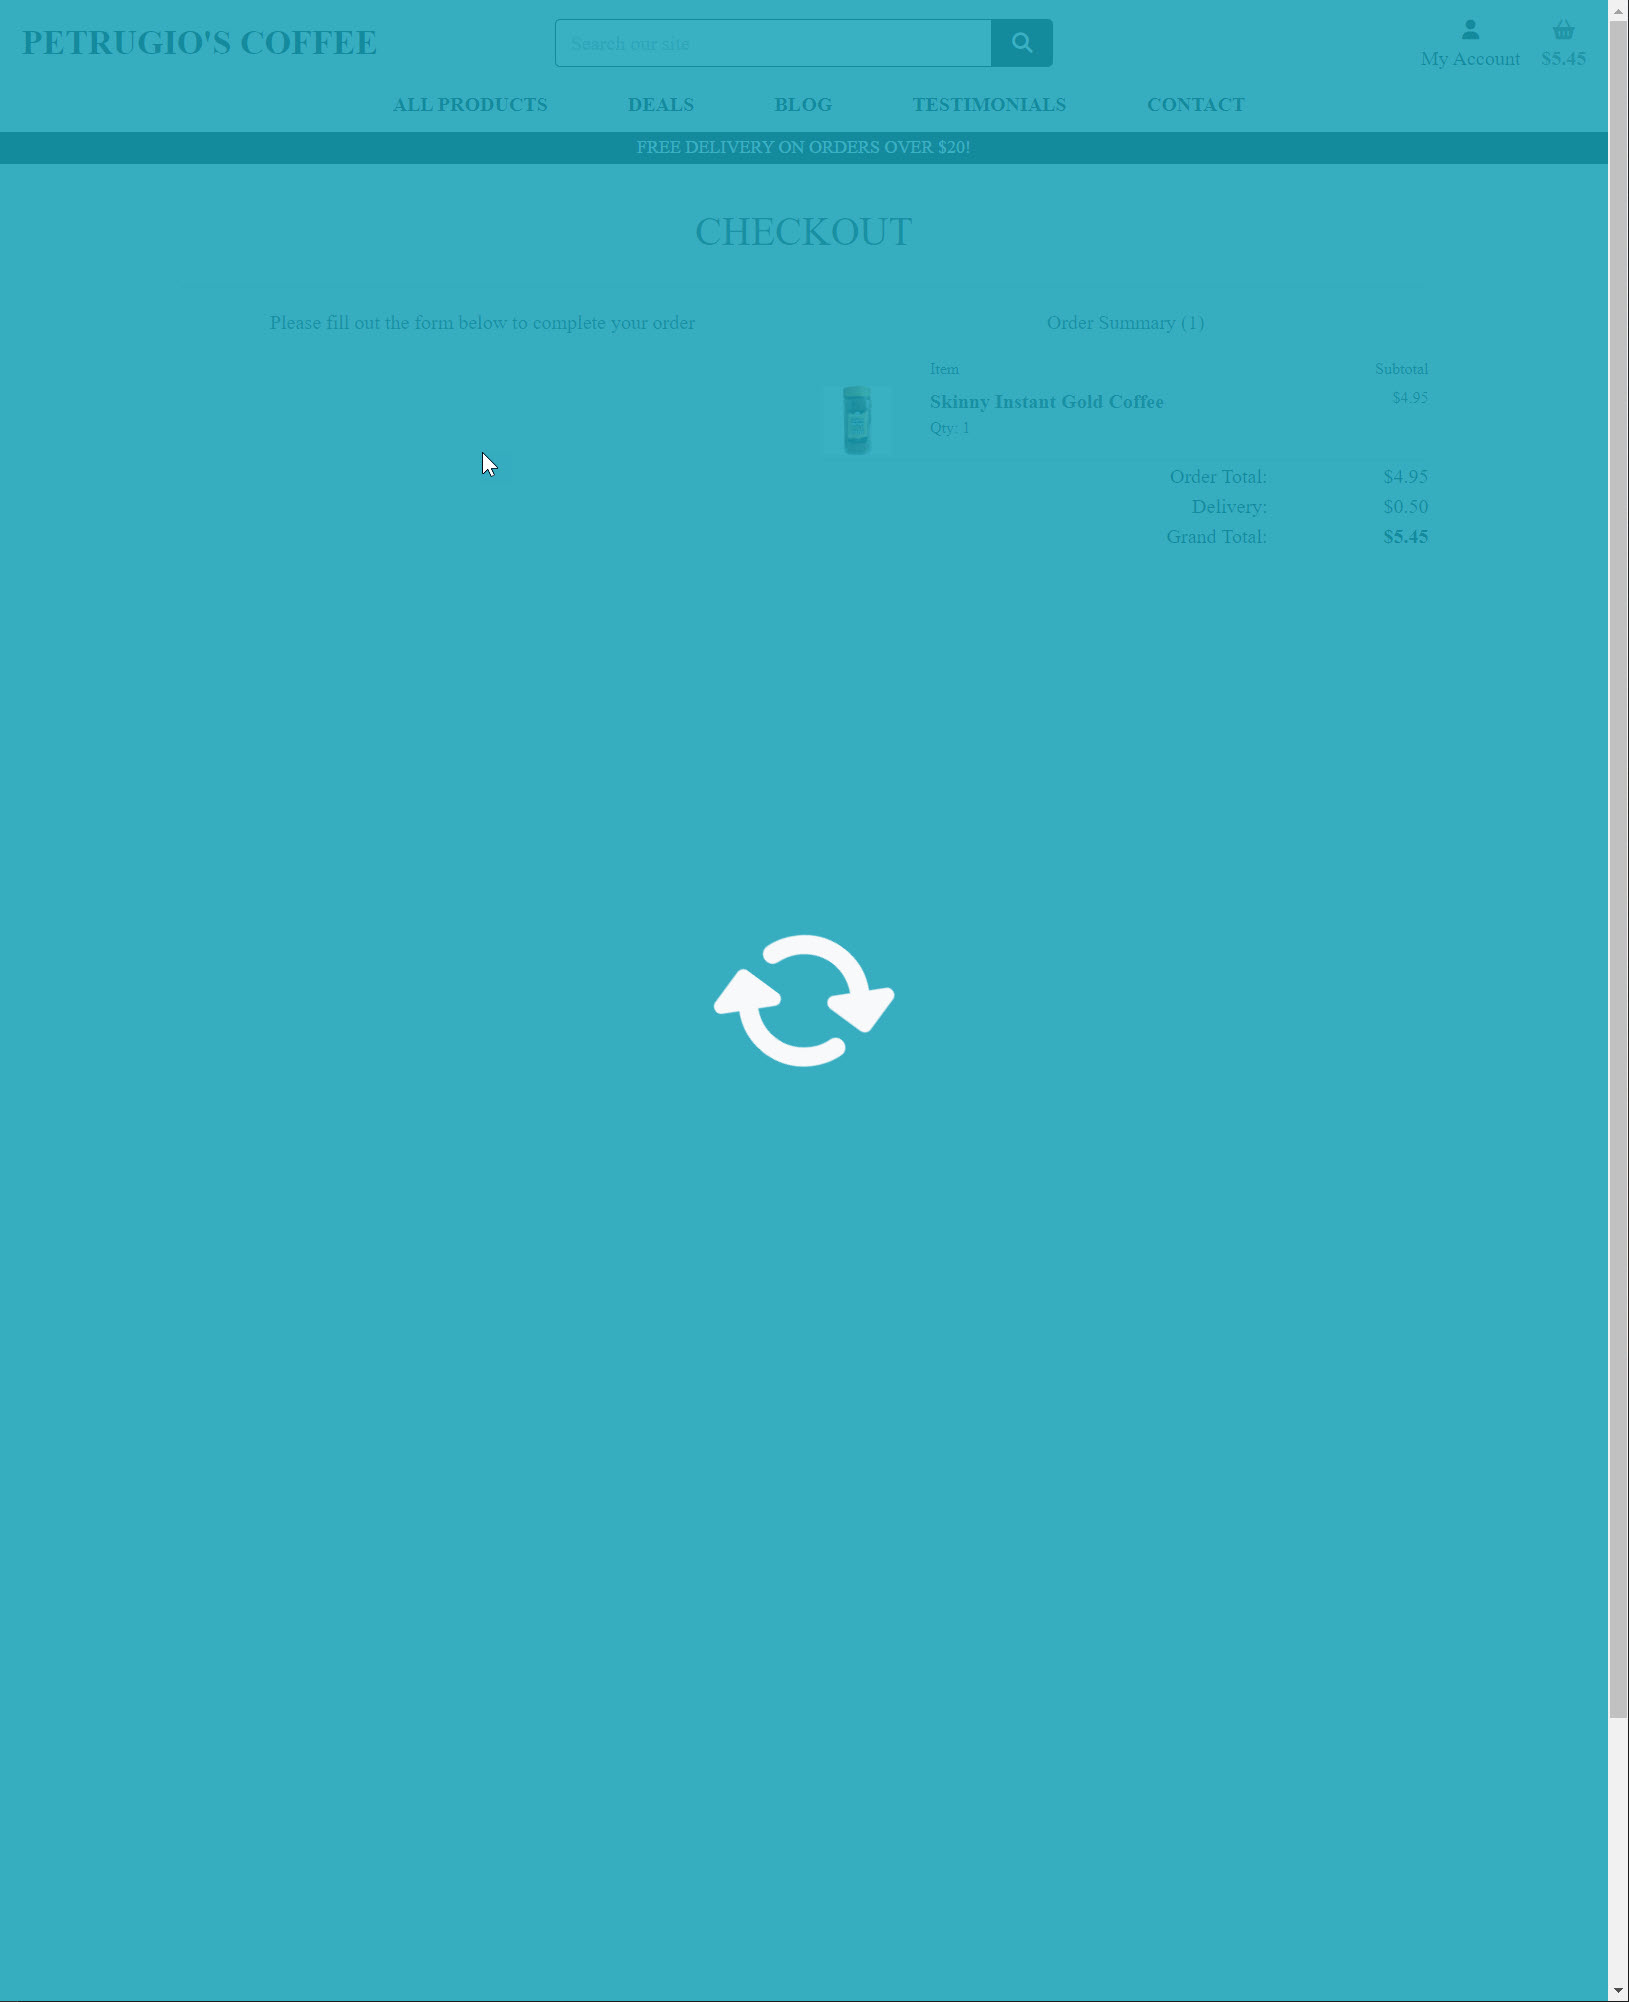 PETRUGIO'S COFFEE
Search our site
My Account
$5.45
ALL PRODUCTS
DEALS
BLOG
TESTIMONIALS
CONTACT
FREE DELIVERY ON ORDERS OVER $20!
CHECKOUT
Please fill out the form below to complete your order
Order Summary (1)
Item
Subtotal
Skinny Instant Gold Coffee
$4.95
Qty: 1
Order Total:
$4.95
Delivery:
$0.50
Grand Total:
$5.45